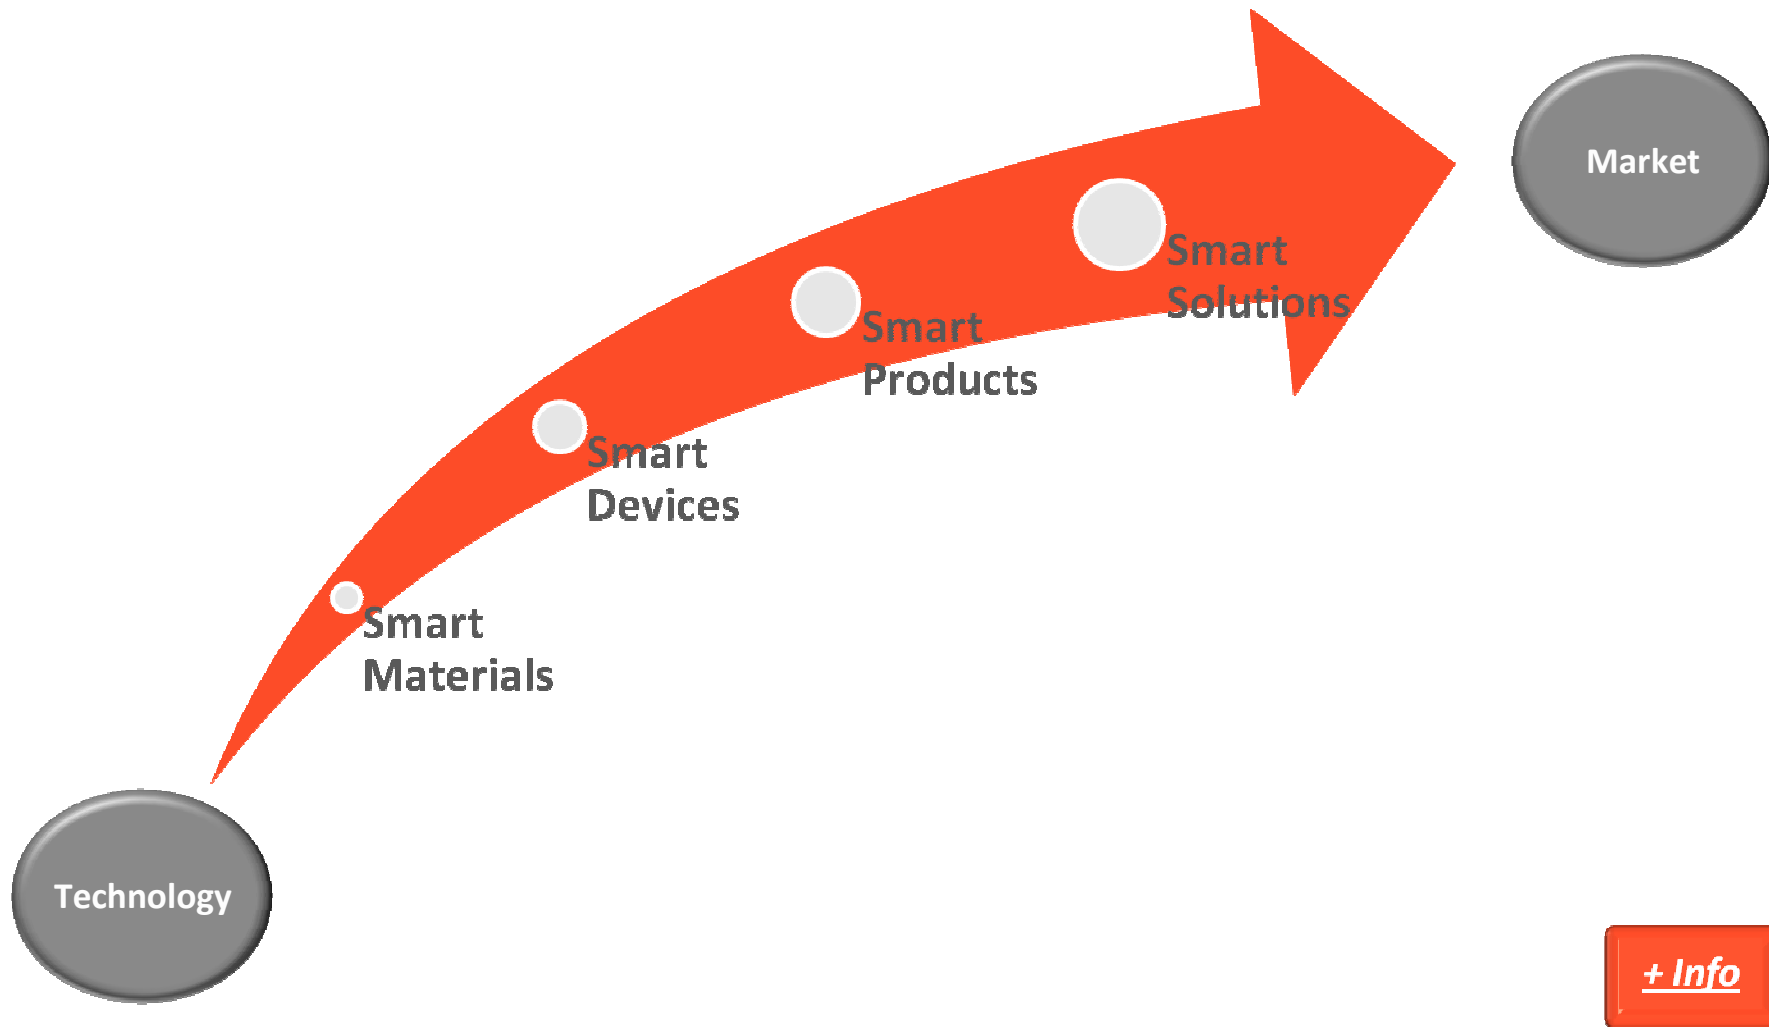 Market
Smart
Solutions
Smart
Products
Smart
Devices
Smart
Materials
Technology
+ Info